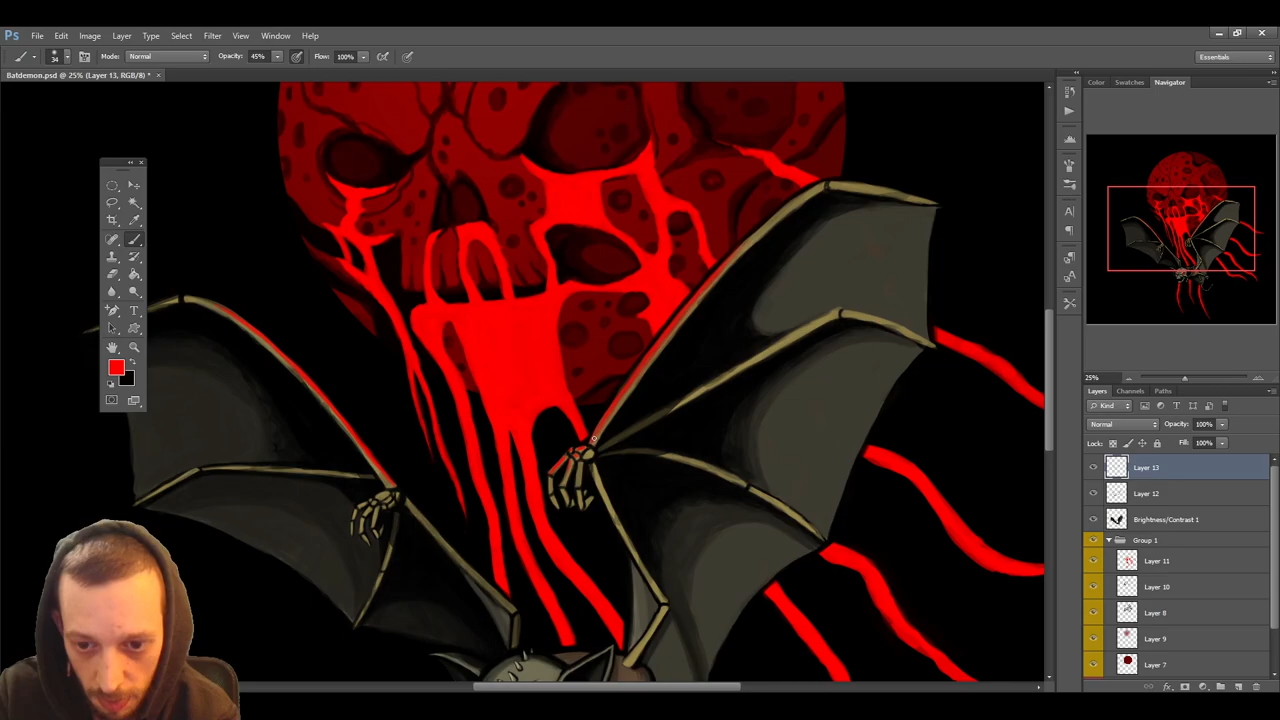 Ps File Edit Image Layer Type Select Filter View Window Help
34 Mode: Normal Opacity: 45% Flow: 100% Essentials
Batdemon.psd @ 25% (Layer 13, RGB/8) * ×
Color Swatches Navigator
25%
Layers Channels Paths
Kind
Normal Opacity: 100%
Lock: Fill: 100%
Layer 13
Layer 12
Brightness/Contrast 1
Group 1
Layer 11
Layer 10
Layer 8
Layer 9
Layer 7